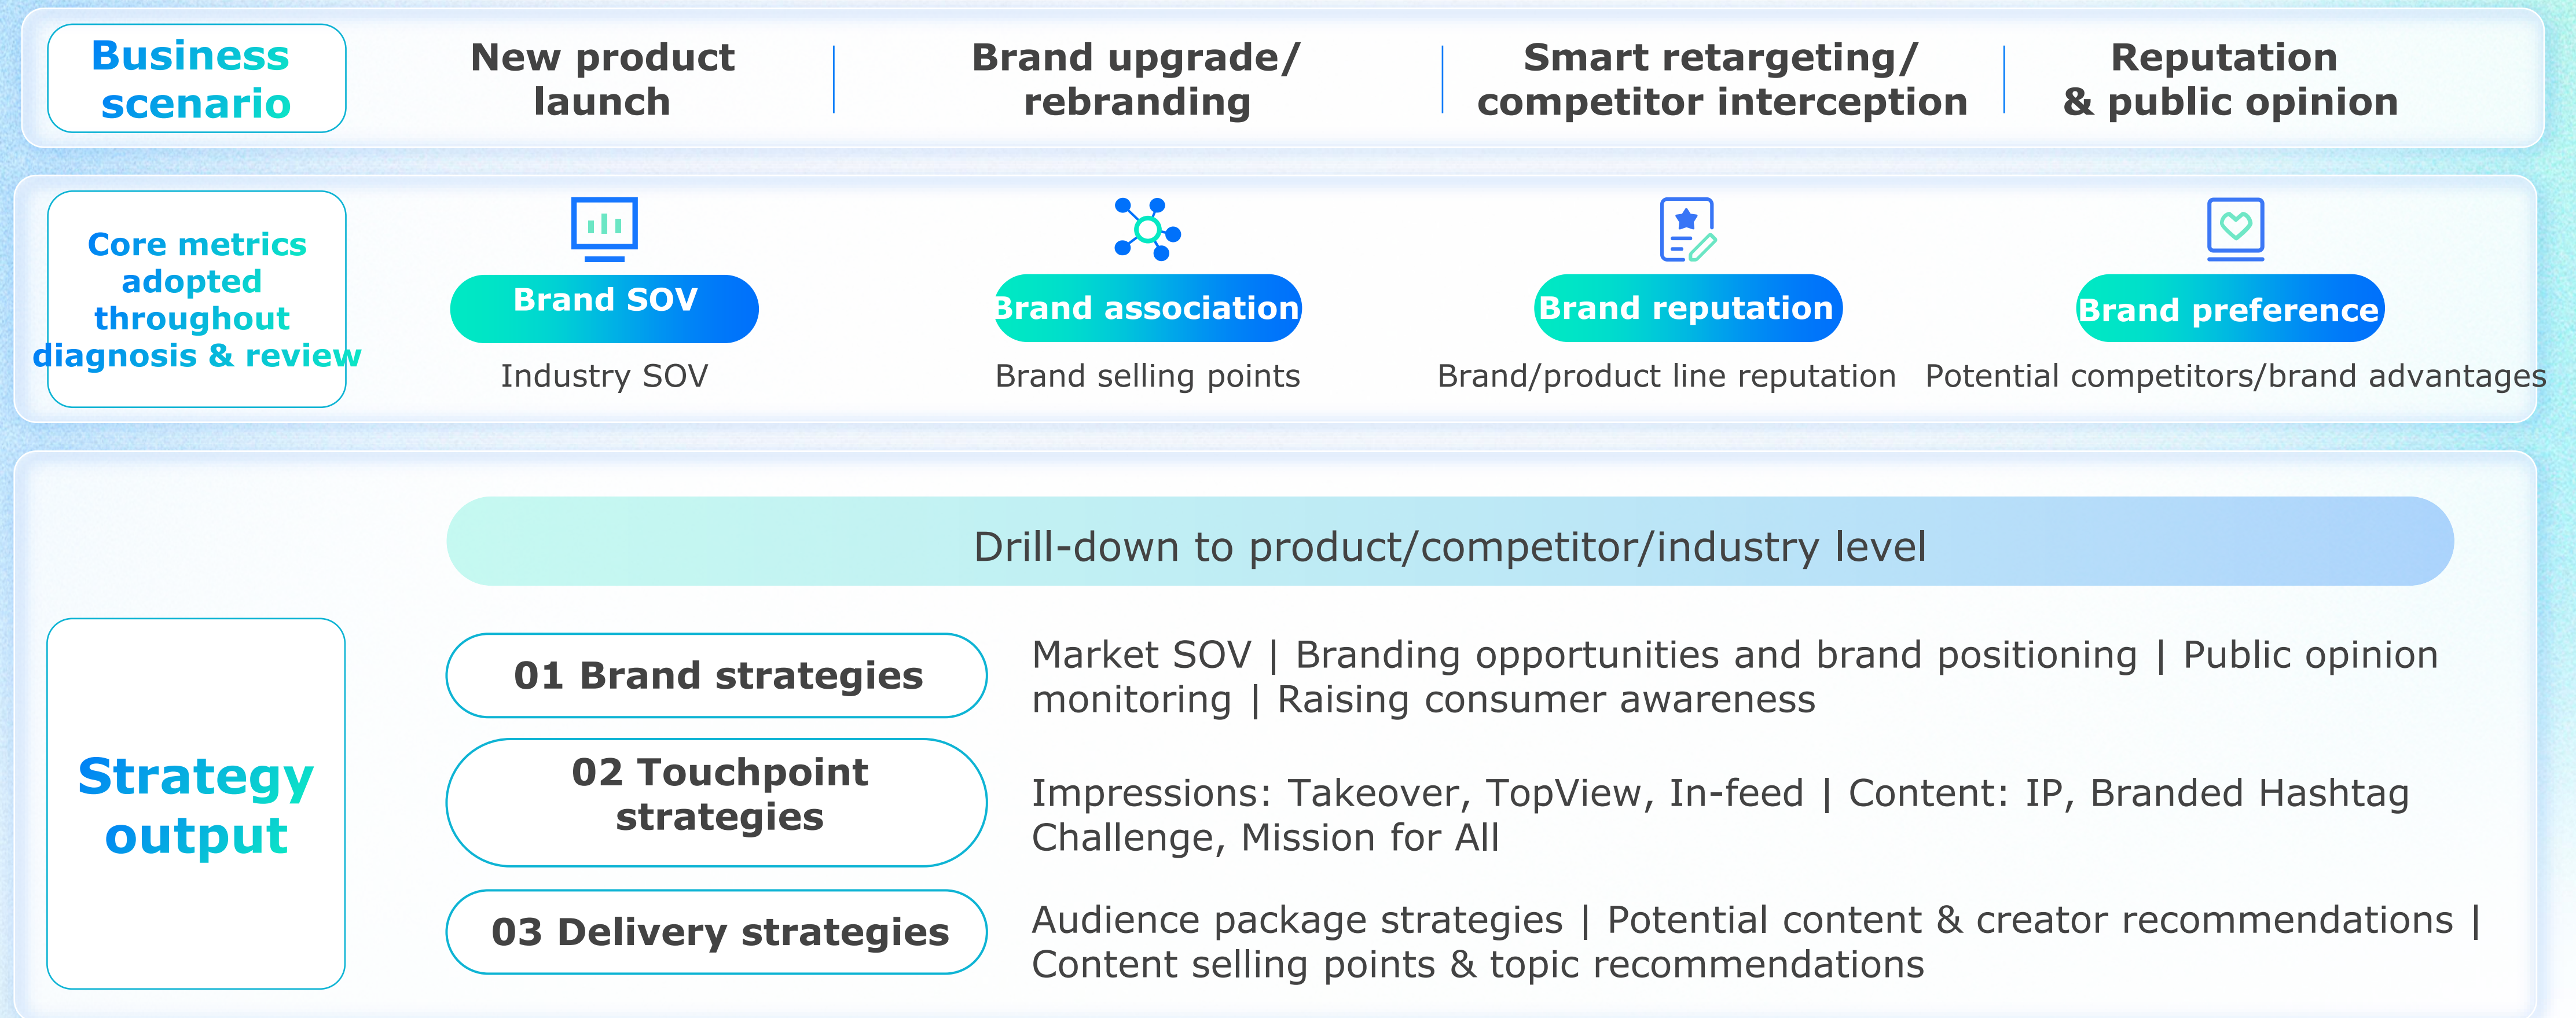 Business
scenario
New product
launch
Brand upgrade/
rebranding
Smart retargeting/
competitor interception
Reputation
& public opinion
Core metrics
adopted
throughout
diagnosis & review
Brand SOV
Industry SOV
Brand association
Brand selling points
Brand reputation
Brand/product line reputation
Brand preference
Potential competitors/brand advantages
Drill-down to product/competitor/industry level
Strategy
output
01 Brand strategies
Market SOV | Branding opportunities and brand positioning | Public opinion
monitoring | Raising consumer awareness
02 Touchpoint
strategies
Impressions: Takeover, TopView, In-feed | Content: IP, Branded Hashtag
Challenge, Mission for All
03 Delivery strategies
Audience package strategies | Potential content & creator recommendations |
Content selling points & topic recommendations